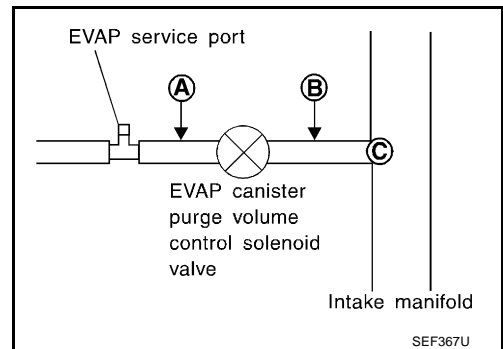 EVAP service port
A
B
C
EVAP canister
purge volume
control solenoid
valve
Intake manifold
SEF367U